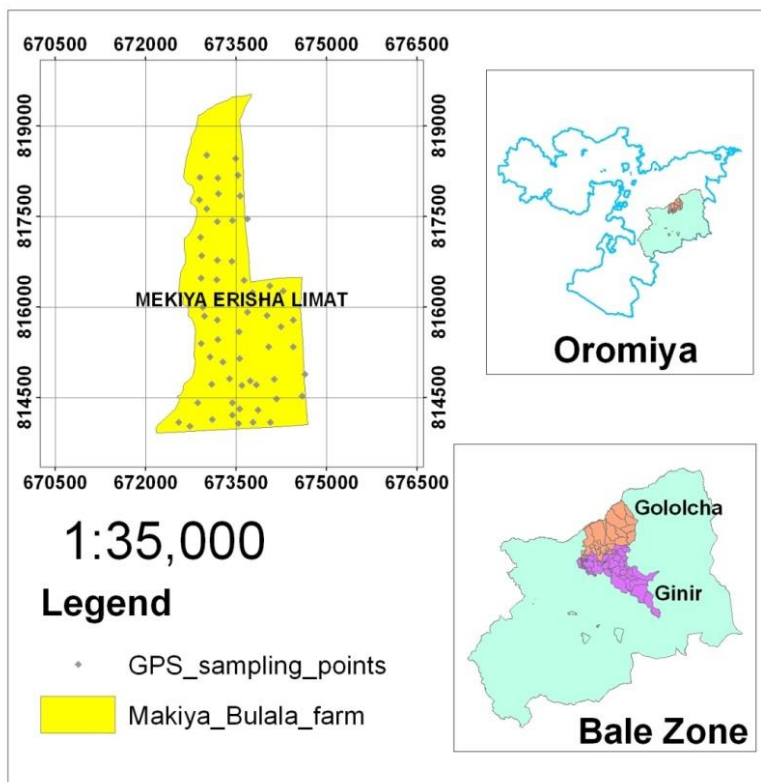 670500 672000 673500 675000 676500
819000
819000
817500
817500
MEKIYA ERISHA LIMAT
816000
816000
814500
814500
670500 672000 673500 675000 676500
1:35,000
Legend
GPS_sampling_points
Makiya_Bulala_farm
Oromiya
Gololcha
Ginir
Bale Zone